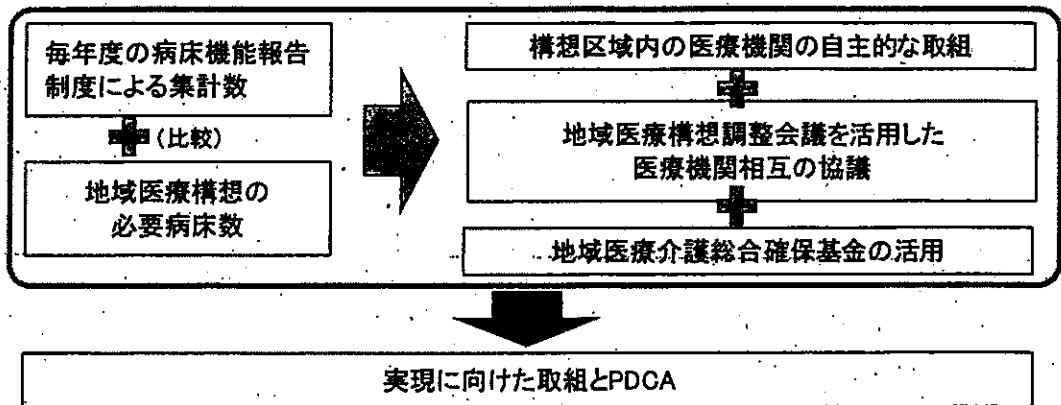 毎年度の病床機能報告
制度による集計数
(比較)
地域医療構想の
必要病床数
構想区域内の医療機関の自主的な取組
地域医療構想調整会議を活用した
医療機関相互の協議
地域医療介護総合確保基金の活用
実現に向けた取組とPDCA